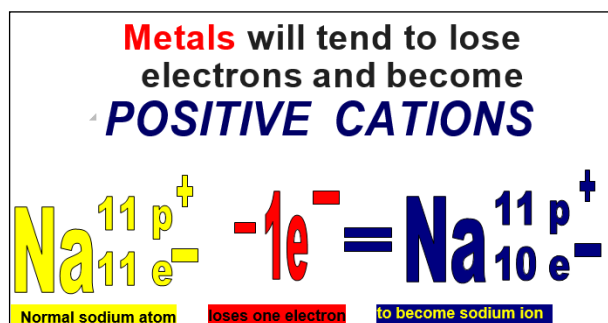 Metals will tend to lose
electrons and become
POSITIVE CATIONS
Na 11 p+ 11 e− −1e− = Na 11 p+ 10 e−
Normal sodium atom loses one electron to become sodium ion